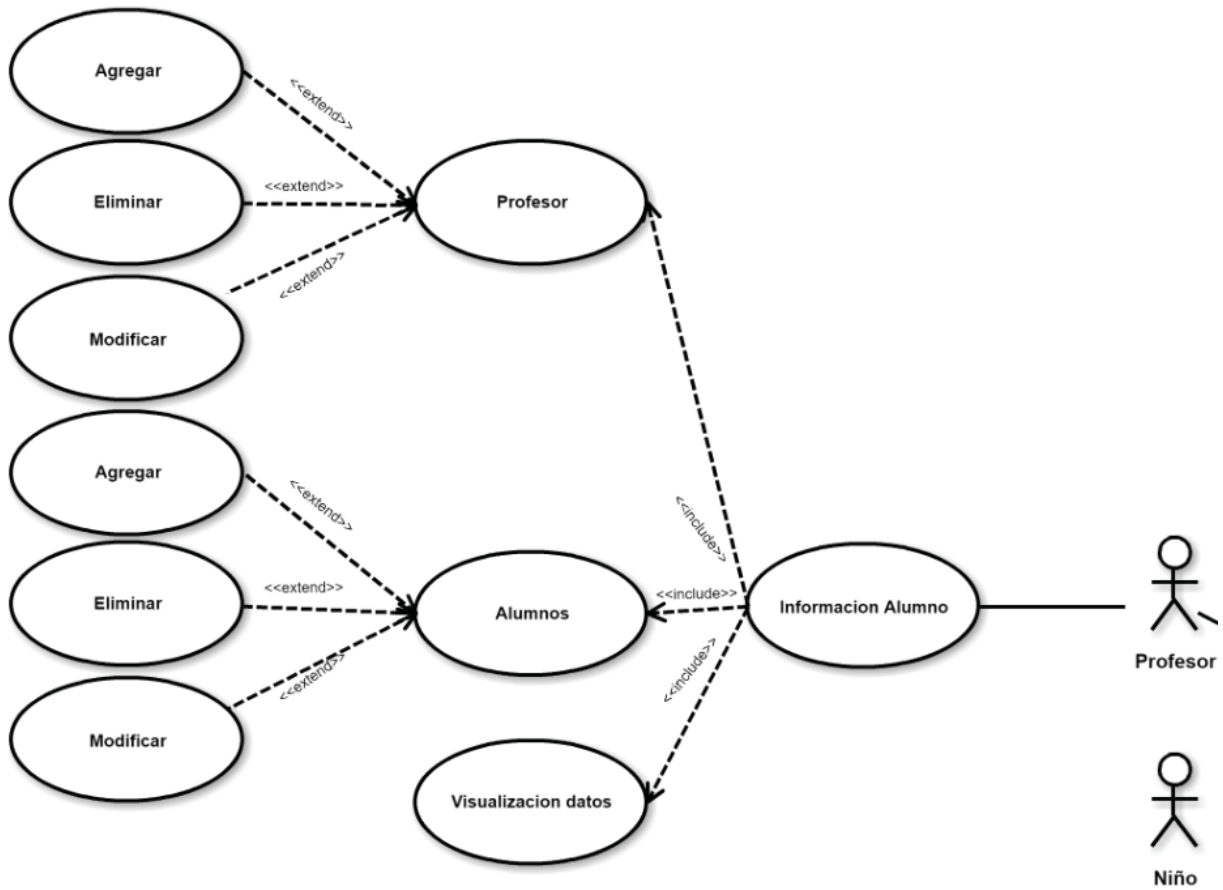 Agregar
<<extend>>
Eliminar
<<extend>>
Profesor
<<extend>>
Modificar
Agregar
<<extend>>
<<include>>
Eliminar
<<extend>>
Alumnos
<<include>>
Informacion Alumno
<<extend>>
<<include>>
Profesor
Modificar
Visualizacion datos
Niño